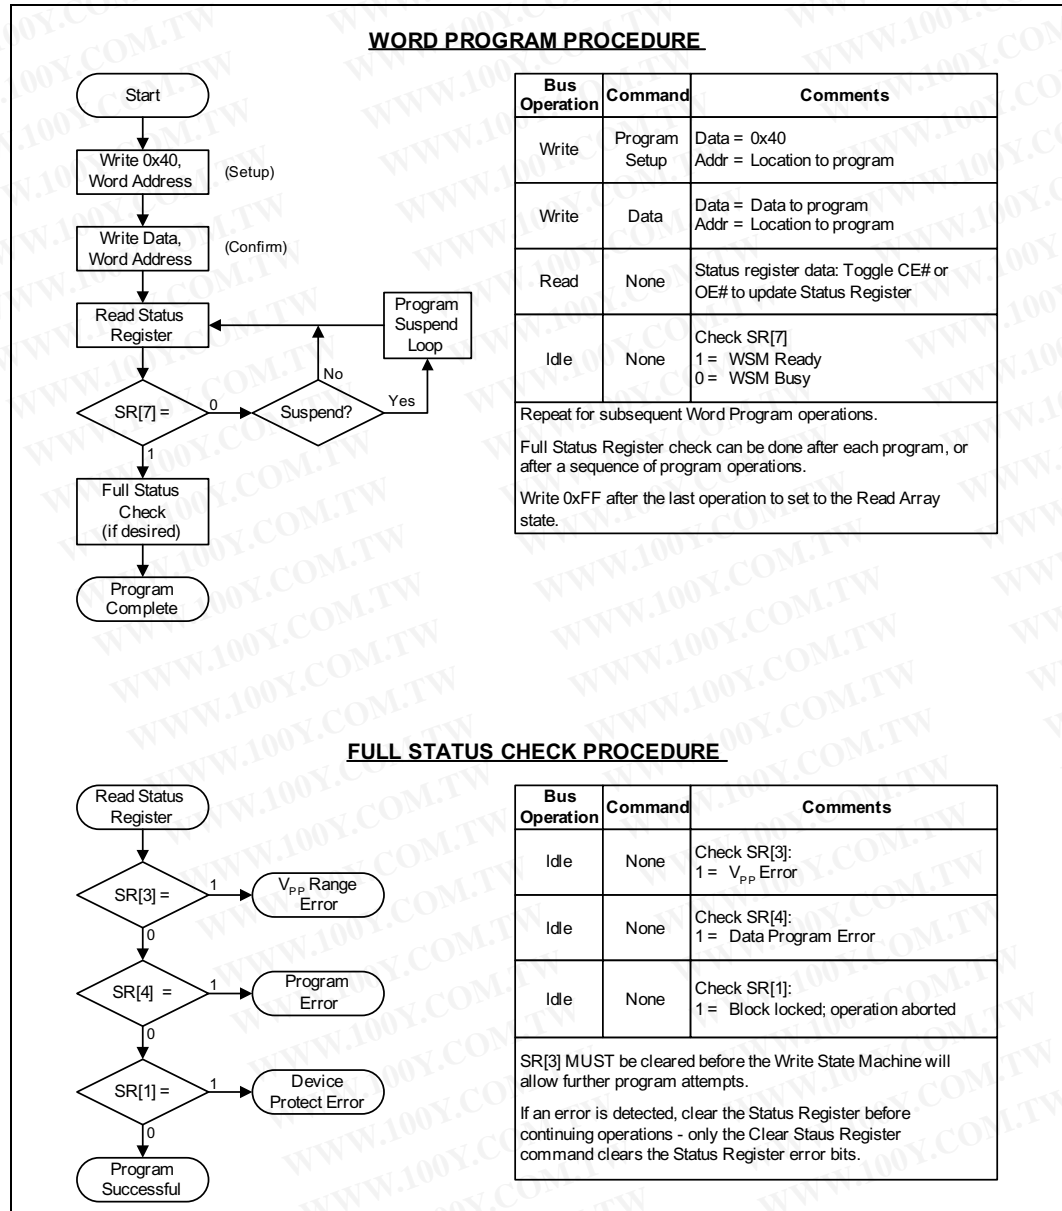 WORD PROGRAM PROCEDURE
Start
Write 0x40,
Word Address
(Setup)
Write Data,
Word Address
(Confirm)
Read Status
Register
Program
Suspend
Loop
No
SR[7] =
0
Suspend?
Yes
1
Full Status
Check
(if desired)
Program
Complete
Bus
Operation
Command
Comments
Write
Program
Setup
Data = 0x40
Addr = Location to program
Write
Data
Data = Data to program
Addr = Location to program
Read
None
Status register data: Toggle CE# or
OE# to update Status Register
Idle
None
Check SR[7]
1 = WSM Ready
0 = WSM Busy
Repeat for subsequent Word Program operations.
Full Status Register check can be done after each program, or
after a sequence of program operations.
Write 0xFF after the last operation to set to the Read Array
state.
FULL STATUS CHECK PROCEDURE
Read Status
Register
SR[3] =
1
VPP Range
Error
0
SR[4] =
1
Program
Error
0
SR[1] =
1
Device
Protect Error
0
Program
Successful
Bus
Operation
Command
Comments
Idle
None
Check SR[3]:
1 = VPP Error
Idle
None
Check SR[4]:
1 = Data Program Error
Idle
None
Check SR[1]:
1 = Block locked; operation aborted
SR[3] MUST be cleared before the Write State Machine will
allow further program attempts.
If an error is detected, clear the Status Register before
continuing operations - only the Clear Staus Register
command clears the Status Register error bits.
WWW.100Y.COM.TW